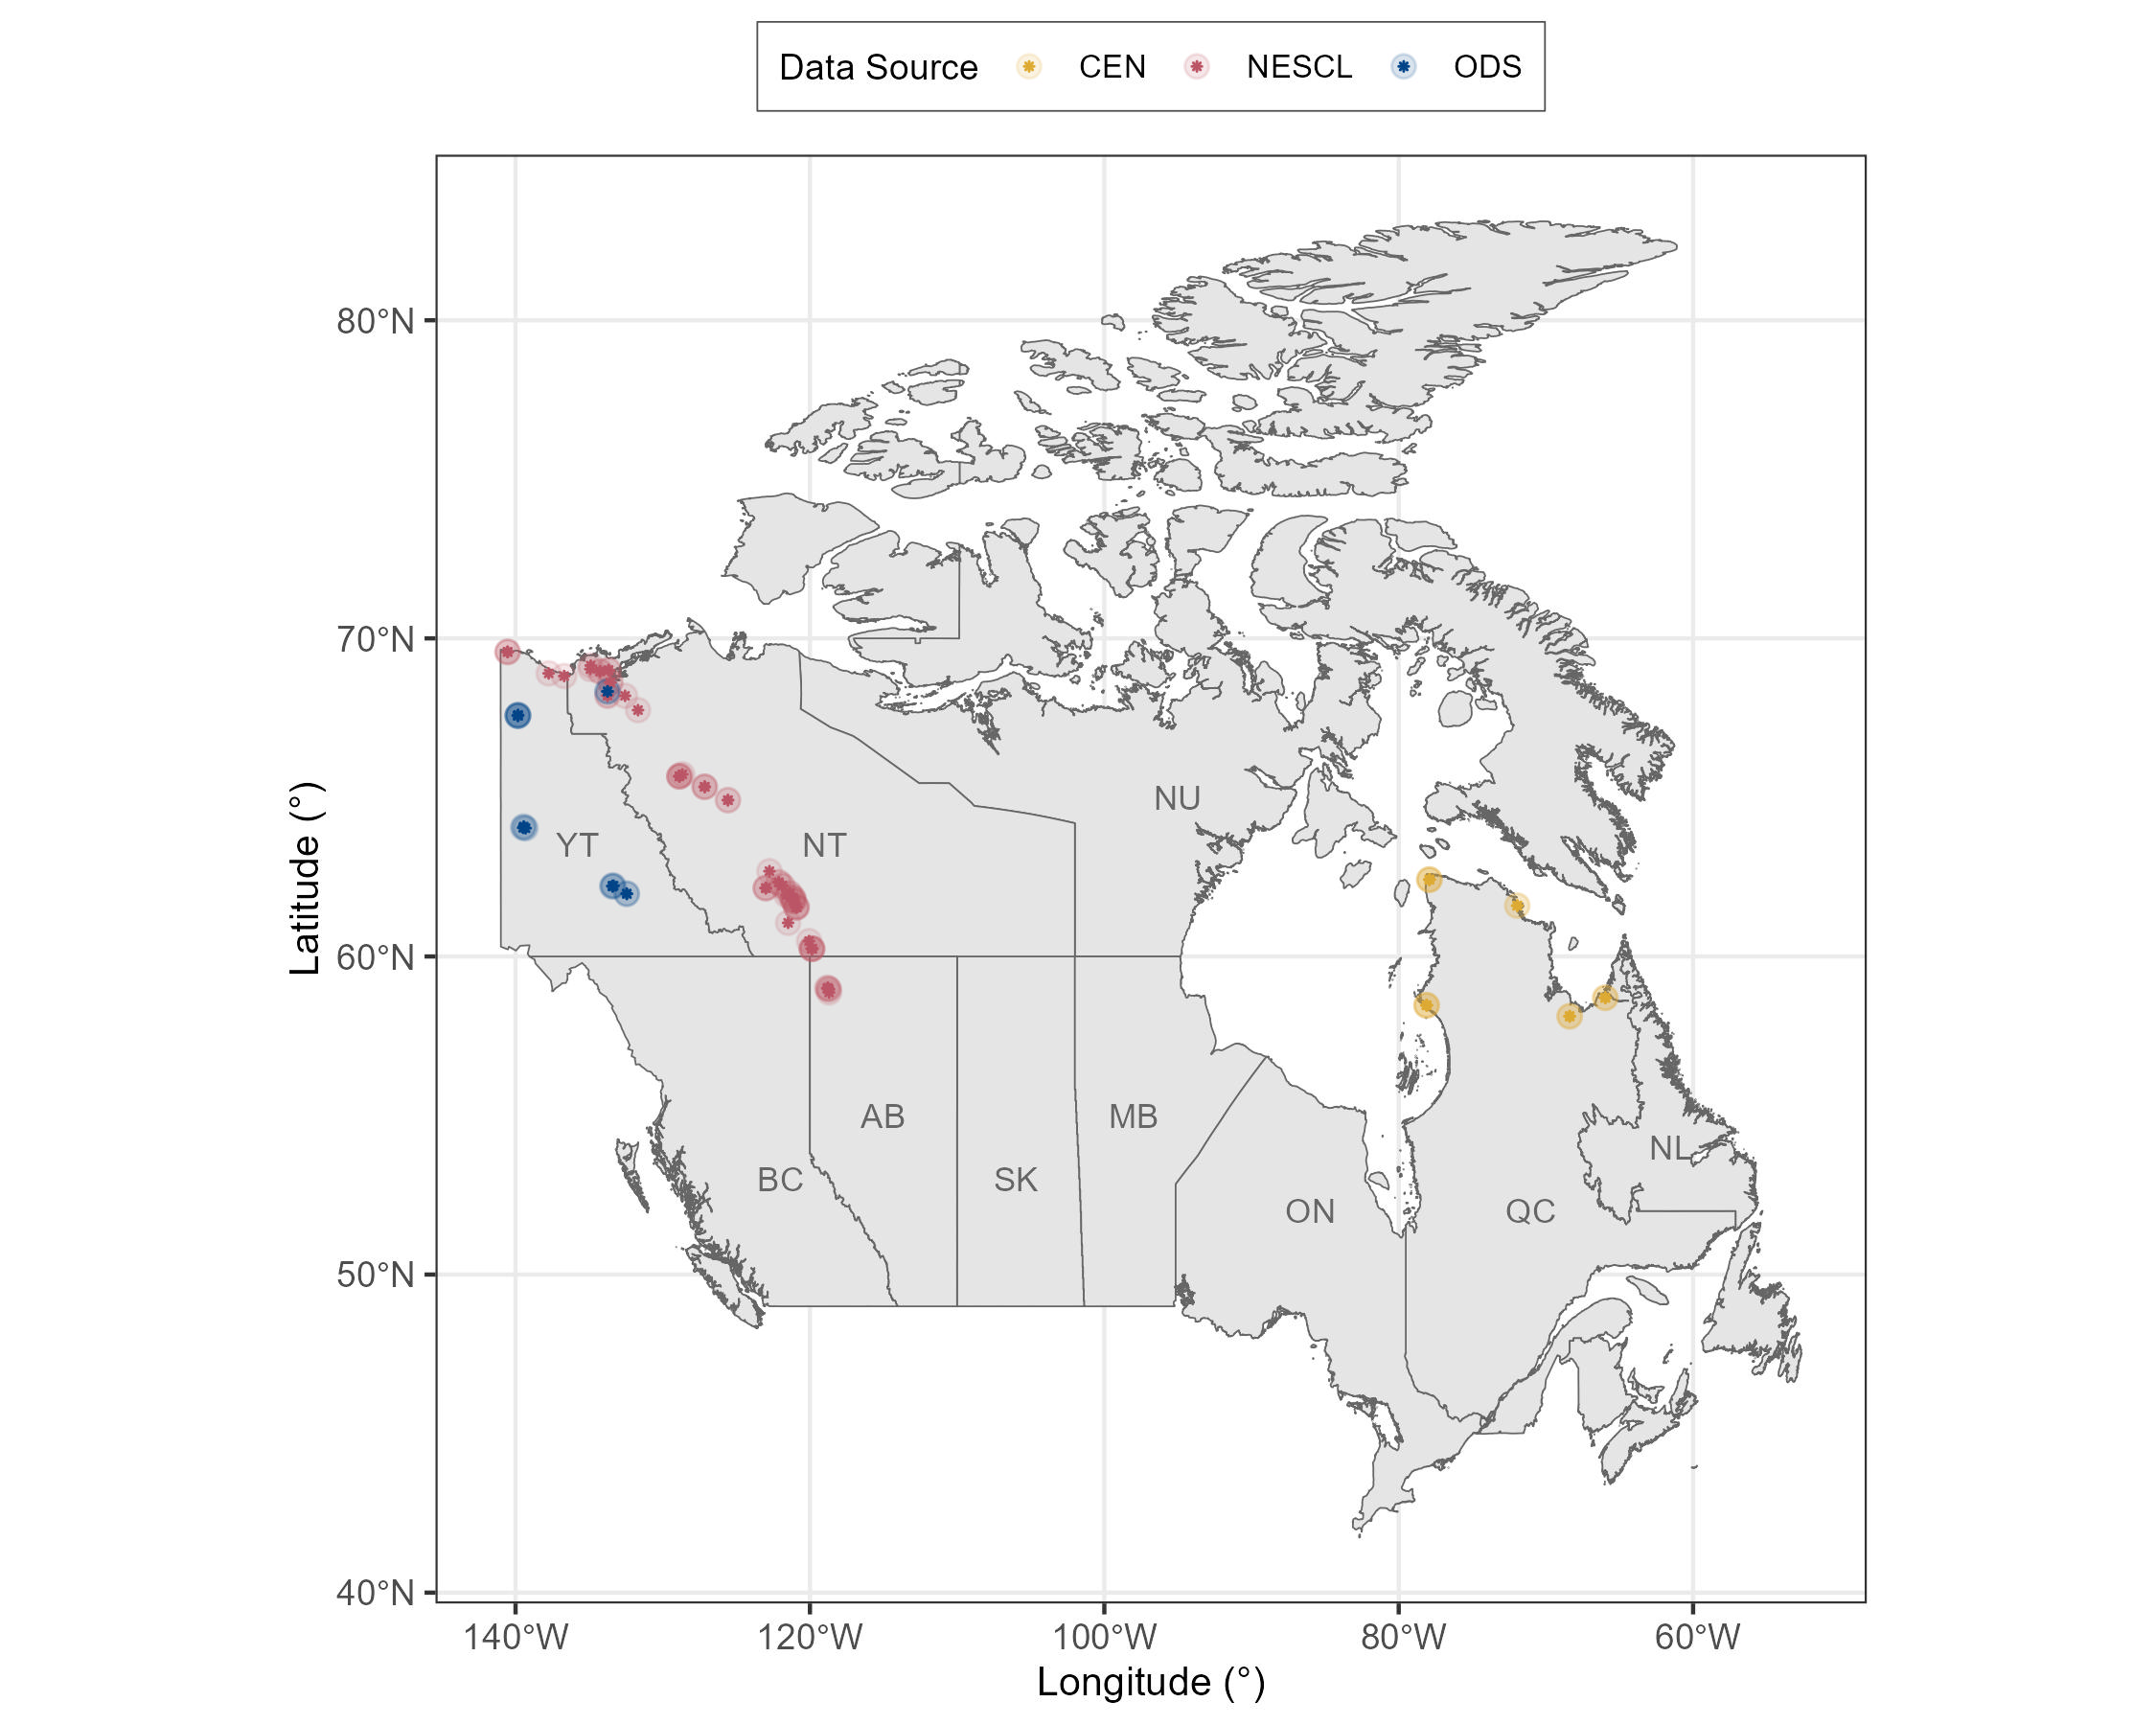 Data Source CEN NESCL ODS
80°N
70°N
NU
YT NT
60°N
AB MB
NL
BC SK
ON QC
50°N
40°N
140°W 120°W 100°W 80°W 60°W
Longitude (°)
Latitude (°)